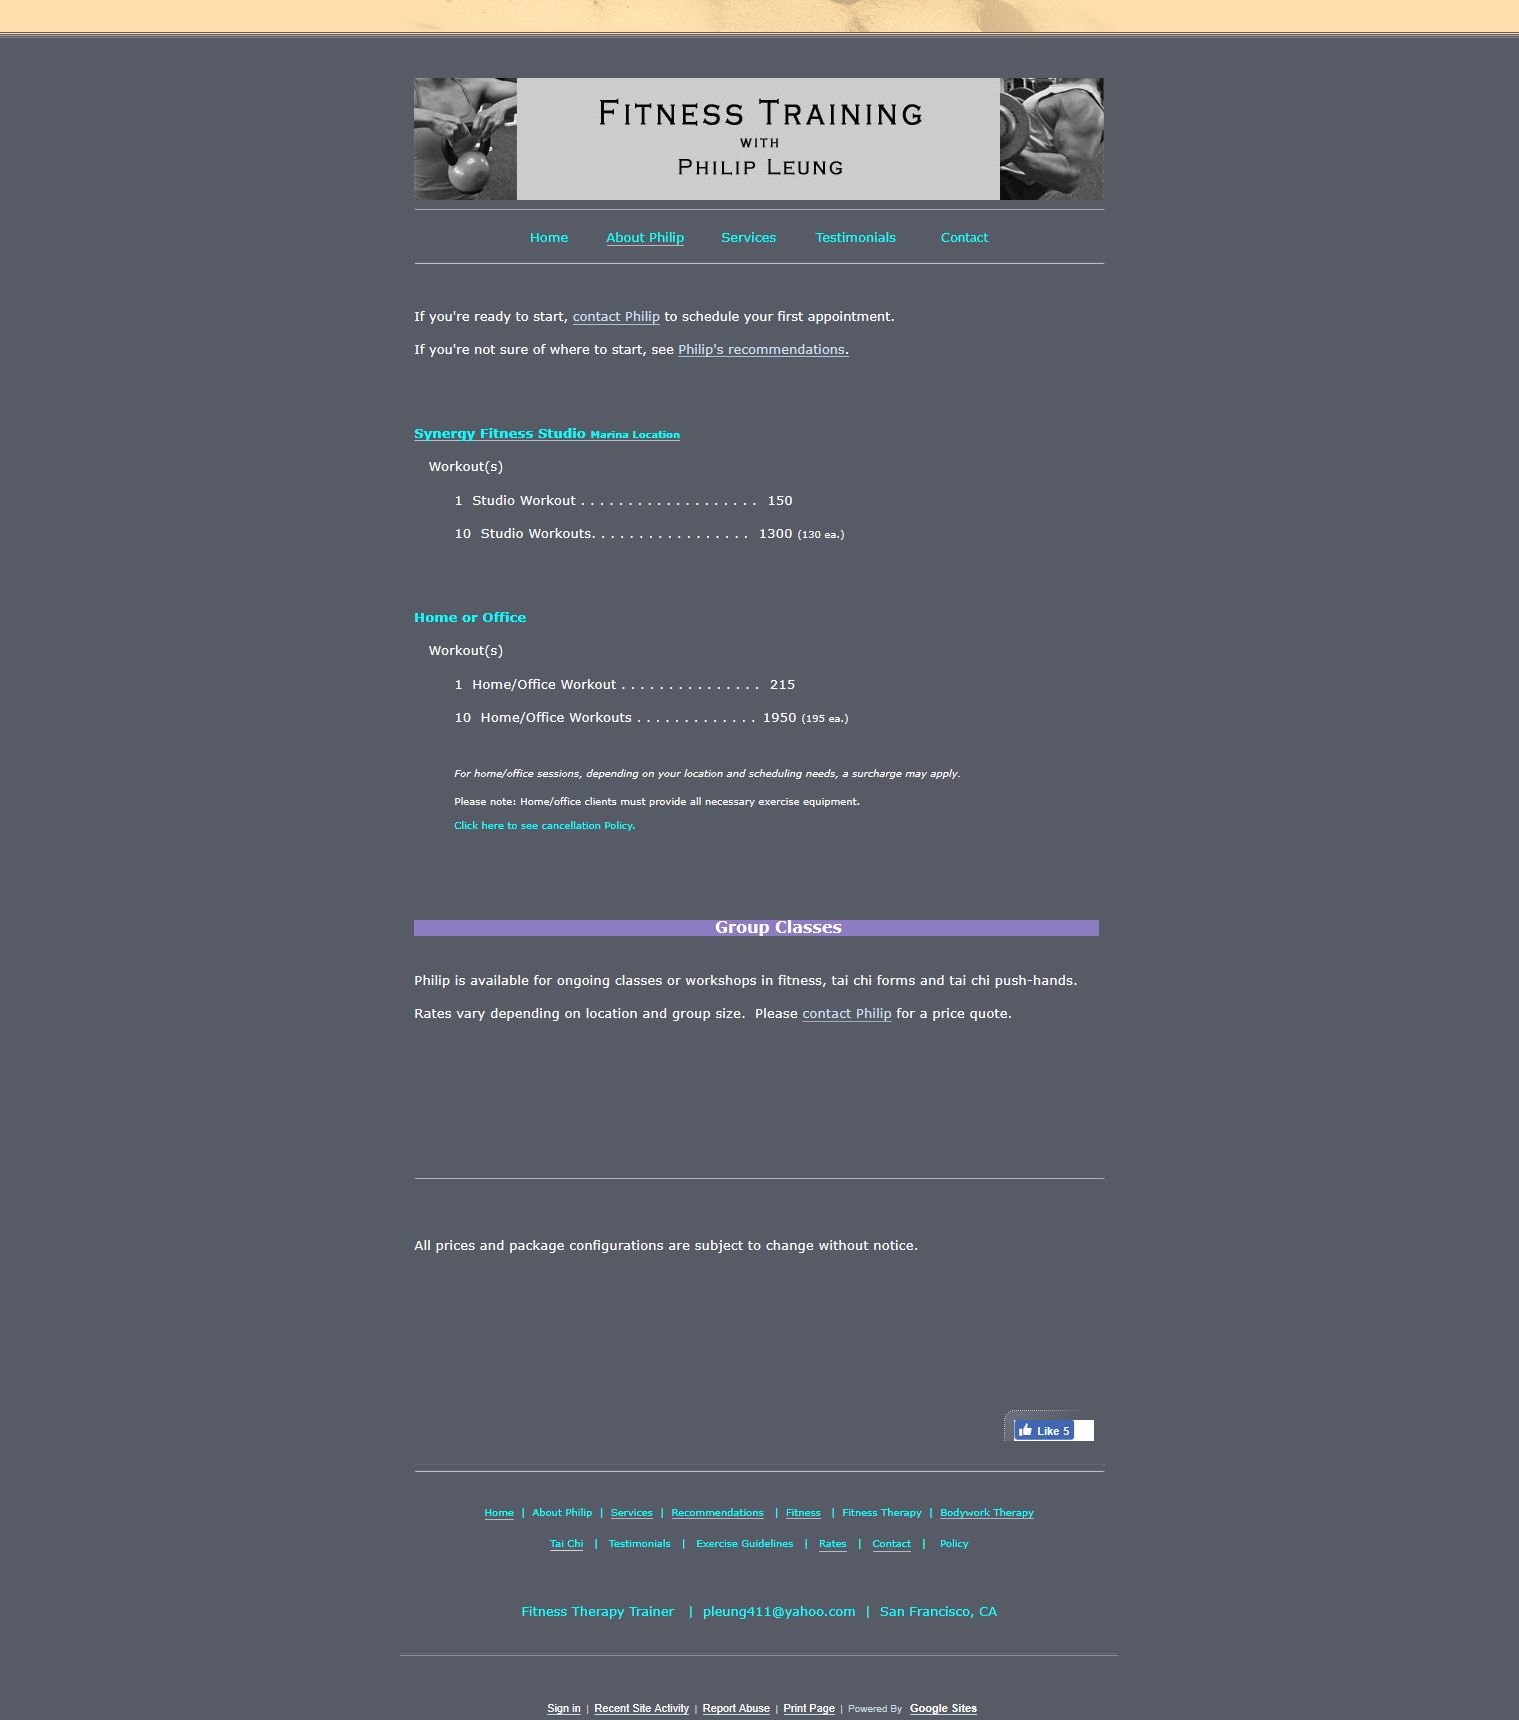 FITNESS TRAINING
WITH
PHILIP LEUNG
Home About Philip Services Testimonials Contact
If you're ready to start, contact Philip to schedule your first appointment.
If you're not sure of where to start, see Philip's recommendations.
Synergy Fitness Studio Marina Location
Workout(s)
1 Studio Workout . . . . . . . . . . . . . . . . . . . 150
10 Studio Workouts. . . . . . . . . . . . . . . . . 1300 (130 ea.)
Home or Office
Workout(s)
1 Home/Office Workout . . . . . . . . . . . . . . . 215
10 Home/Office Workouts . . . . . . . . . . . . . 1950 (195 ea.)
For home/office sessions, depending on your location and scheduling needs, a surcharge may apply.
Please note: Home/office clients must provide all necessary exercise equipment.
Click here to see cancellation Policy.
Group Classes
Philip is available for ongoing classes or workshops in fitness, tai chi forms and tai chi push-hands.
Rates vary depending on location and group size. Please contact Philip for a price quote.
All prices and package configurations are subject to change without notice.
Like 5
Home | About Philip | Services | Recommendations | Fitness | Fitness Therapy | Bodywork Therapy
Tai Chi | Testimonials | Exercise Guidelines | Rates | Contact | Policy
Fitness Therapy Trainer | pleung411@yahoo.com | San Francisco, CA
Sign in | Recent Site Activity | Report Abuse | Print Page | Powered By Google Sites